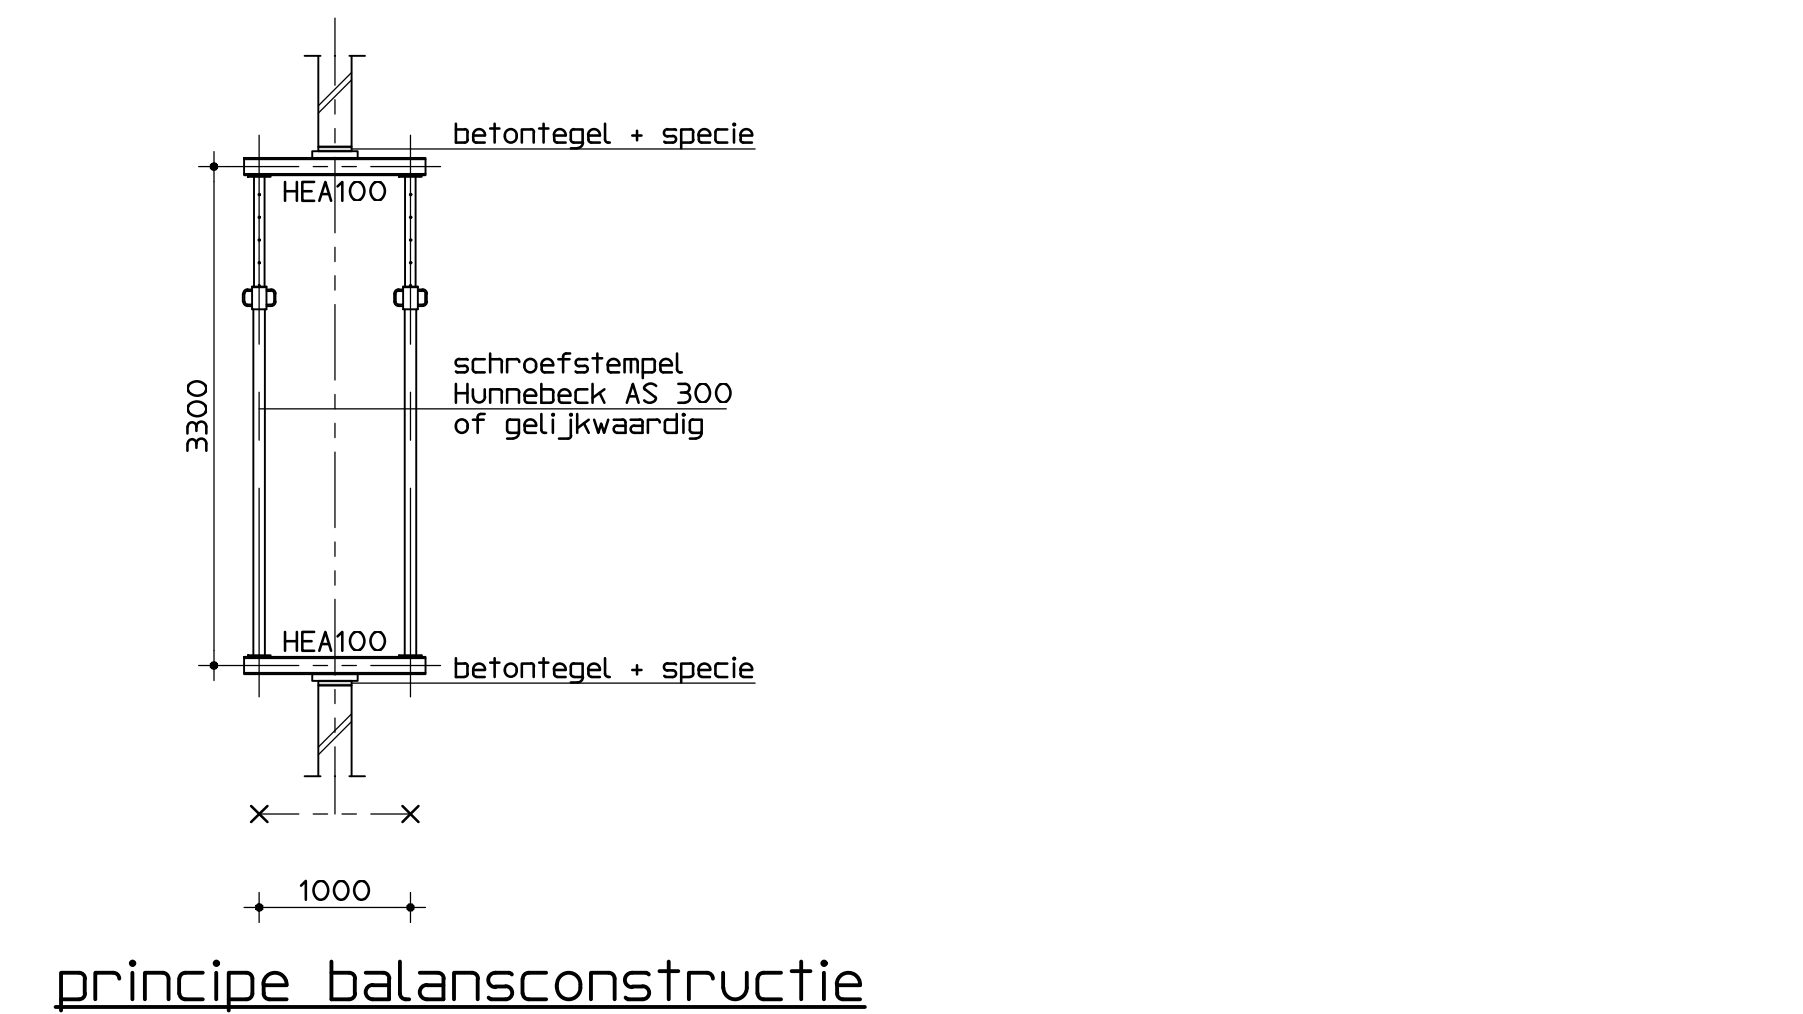 betontegel + specie
HEA100
schroefstempel
Hunnebeck AS 300
of gelijkwaardig
3300
HEA100
betontegel + specie
1000
principe balansconstructie